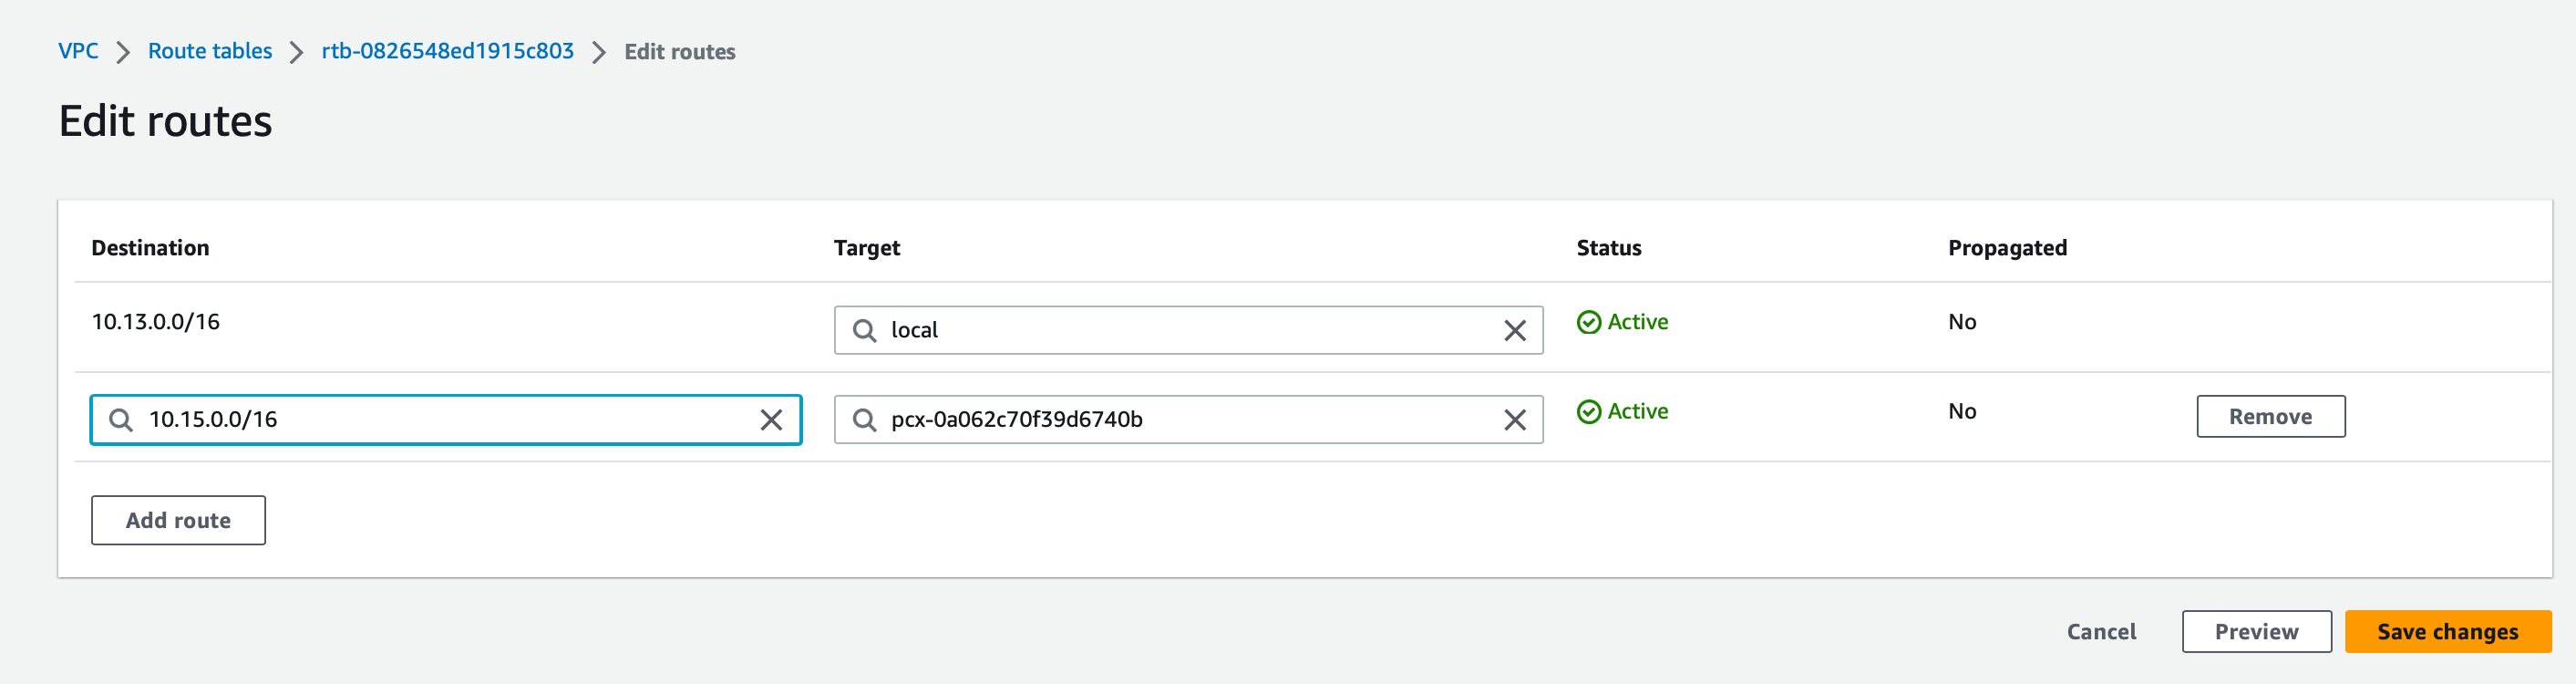 VPC > Route tables > rtb-0826548ed1915c803 > Edit routes
Edit routes
Destination Target Status Propagated
10.13.0.0/16 local Active No
10.15.0.0/16 pcx-0a062c70f39d6740b Active No Remove
Add route
Cancel Preview Save changes